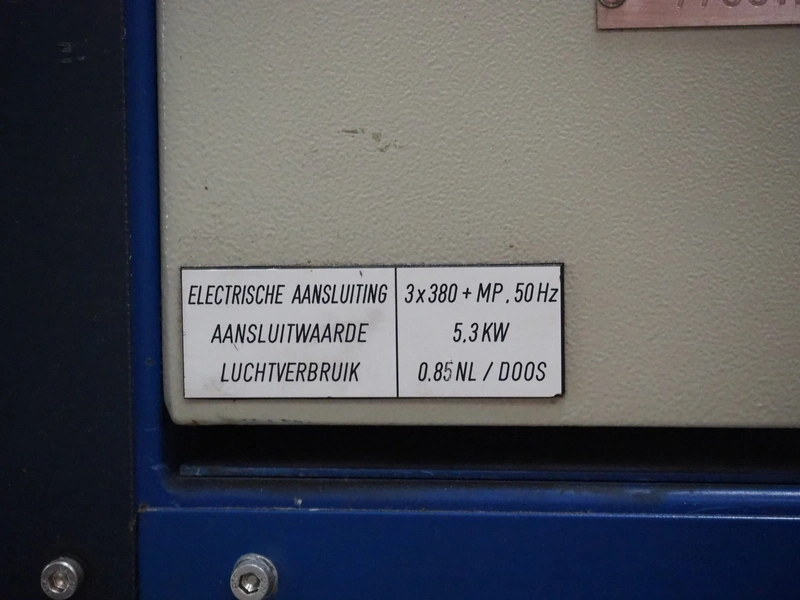 ELECTRISCHE AANSLUITING 3x380 + MP, 50 Hz
AANSLUITWAARDE 5,3 KW
LUCHTVERBRUIK 0.85 NL / DOOS